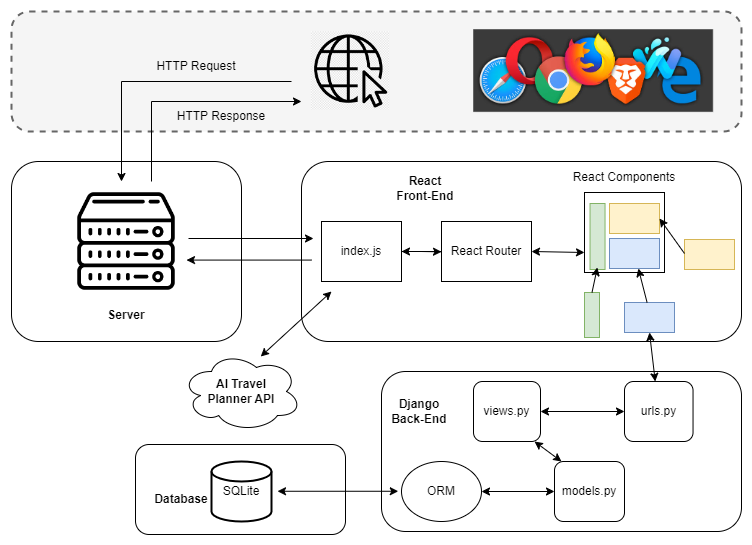 HTTP Request
HTTP Response
React
Front-End
React Components
index.js
React Router
Server
AI Travel
Planner API
Django
Back-End
views.py
urls.py
Database
SQLite
ORM
models.py